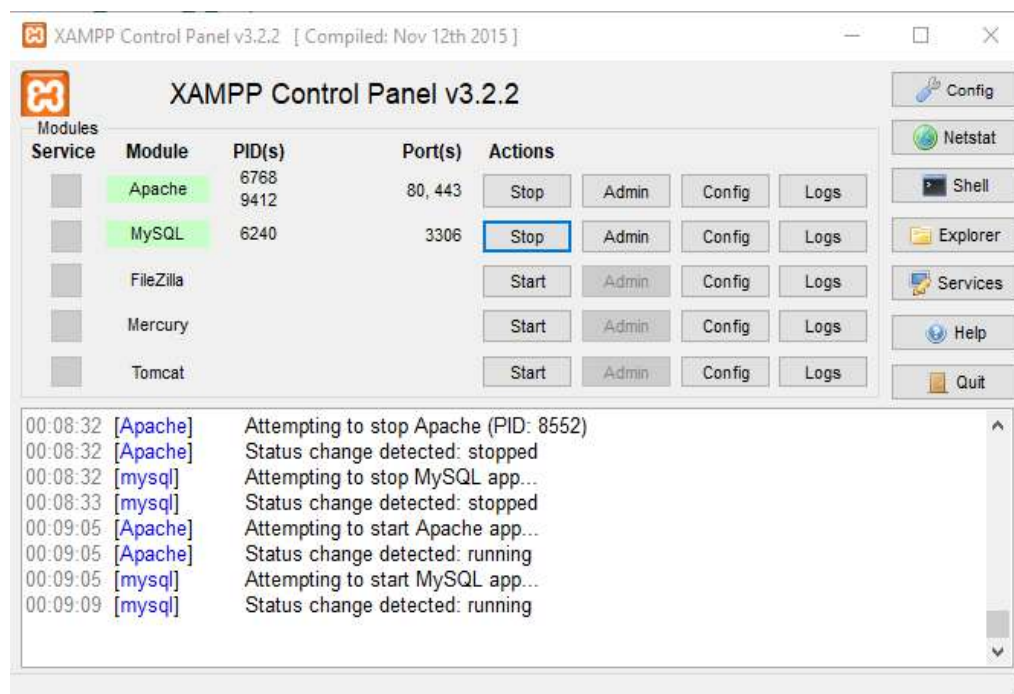 XAMPP Control Panel v3.2.2 [ Compiled: Nov 12th 2015 ]
XAMPP Control Panel v3.2.2
Config
Modules
Netstat
Service Module PID(s) Port(s) Actions
Apache 6768 9412 80, 443 Stop Admin Config Logs
Shell
MySQL 6240 3306 Stop Admin Config Logs
Explorer
FileZilla Start Admin Config Logs
Services
Mercury Start Admin Config Logs
Help
Tomcat Start Admin Config Logs
Quit
00:08:32 [Apache] Attempting to stop Apache (PID: 8552)
00:08:32 [Apache] Status change detected: stopped
00:08:32 [mysql] Attempting to stop MySQL app...
00:08:33 [mysql] Status change detected: stopped
00:09:05 [Apache] Attempting to start Apache app...
00:09:05 [Apache] Status change detected: running
00:09:05 [mysql] Attempting to start MySQL app...
00:09:09 [mysql] Status change detected: running